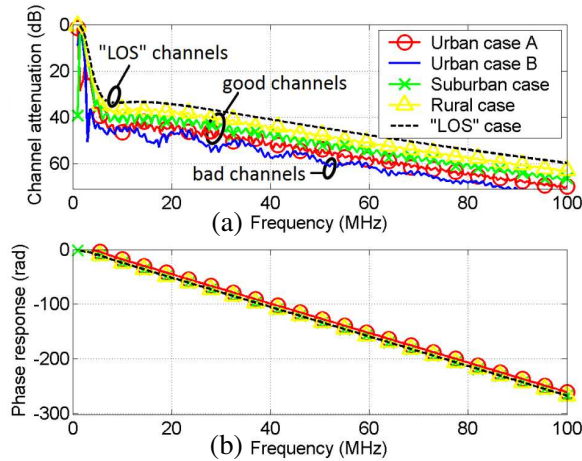 Channel attenuation (dB)
0
20
40
60
"LOS" channels
good channels
bad channels
Urban case A
Urban case B
Suburban case
Rural case
"LOS" case
0 20 40 60 80 100
(a) Frequency (MHz)
Phase response (rad)
0
-100
-200
-300
0 20 40 60 80 100
(b) Frequency (MHz)